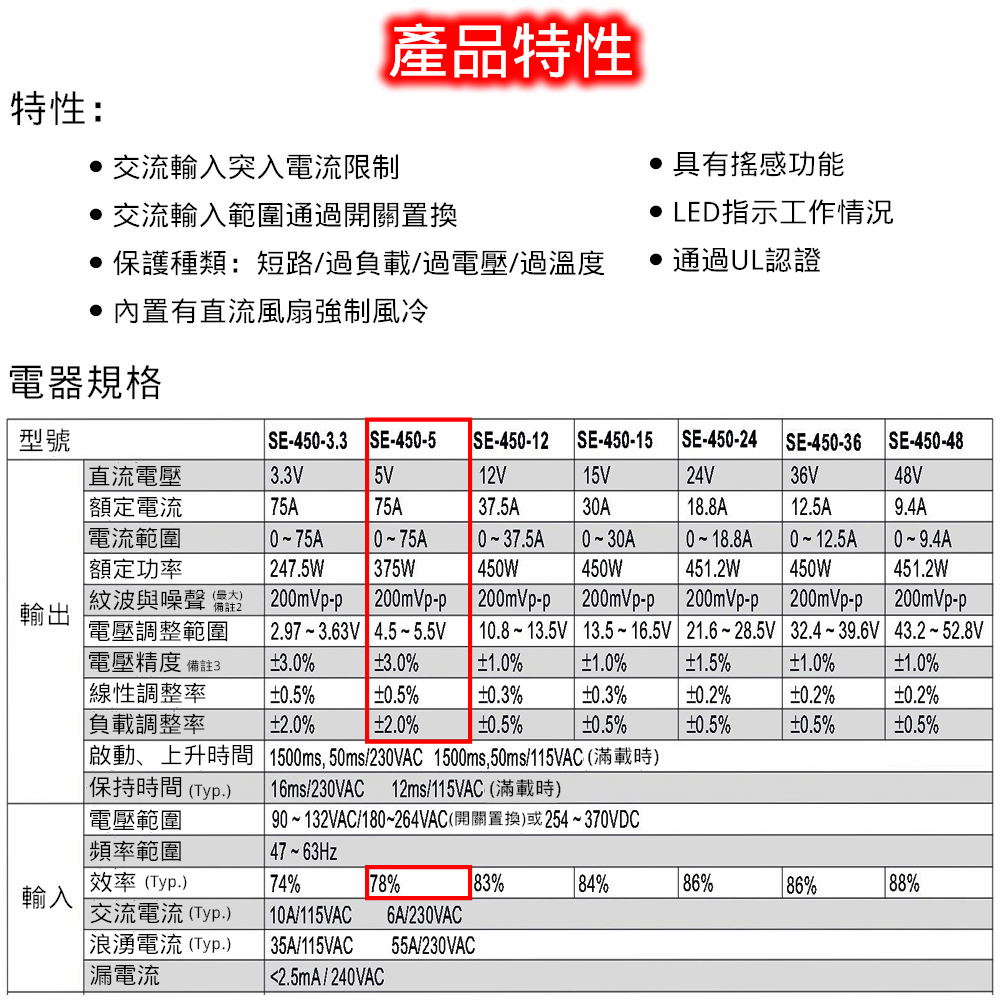 產品特性
特性：
● 交流輸入突入電流限制
● 交流輸入範圍通過開關置換
● 保護種類：短路/過負載/過電壓/過溫度
● 內置有直流風扇強制風冷
● 具有搖感功能
● LED指示工作情況
● 通過UL認證
電器規格
型號 SE-450-3.3 SE-450-5 SE-450-12 SE-450-15 SE-450-24 SE-450-36 SE-450-48
輸出
直流電壓 3.3V 5V 12V 15V 24V 36V 48V
額定電流 75A 75A 37.5A 30A 18.8A 12.5A 9.4A
電流範圍 0~75A 0~75A 0~37.5A 0~30A 0~18.8A 0~12.5A 0~9.4A
額定功率 247.5W 375W 450W 450W 451.2W 450W 451.2W
紋波與噪聲 (最大) 備註2 200mVp-p 200mVp-p 200mVp-p 200mVp-p 200mVp-p 200mVp-p 200mVp-p
電壓調整範圍 2.97~3.63V 4.5~5.5V 10.8~13.5V 13.5~16.5V 21.6~28.5V 32.4~39.6V 43.2~52.8V
電壓精度 備註3 ±3.0% ±3.0% ±1.0% ±1.0% ±1.5% ±1.0% ±1.0%
線性調整率 ±0.5% ±0.5% ±0.3% ±0.3% ±0.2% ±0.2% ±0.2%
負載調整率 ±2.0% ±2.0% ±0.5% ±0.5% ±0.5% ±0.5% ±0.5%
啟動、上升時間 1500ms, 50ms/230VAC 1500ms,50ms/115VAC (滿載時)
保持時間 (Typ.) 16ms/230VAC 12ms/115VAC (滿載時)
輸入
電壓範圍 90~132VAC/180~264VAC(開關置換)或 254~370VDC
頻率範圍 47~63Hz
效率 (Typ.) 74% 78% 83% 84% 86% 86% 88%
交流電流 (Typ.) 10A/115VAC 6A/230VAC
浪湧電流 (Typ.) 35A/115VAC 55A/230VAC
漏電流 <2.5mA / 240VAC